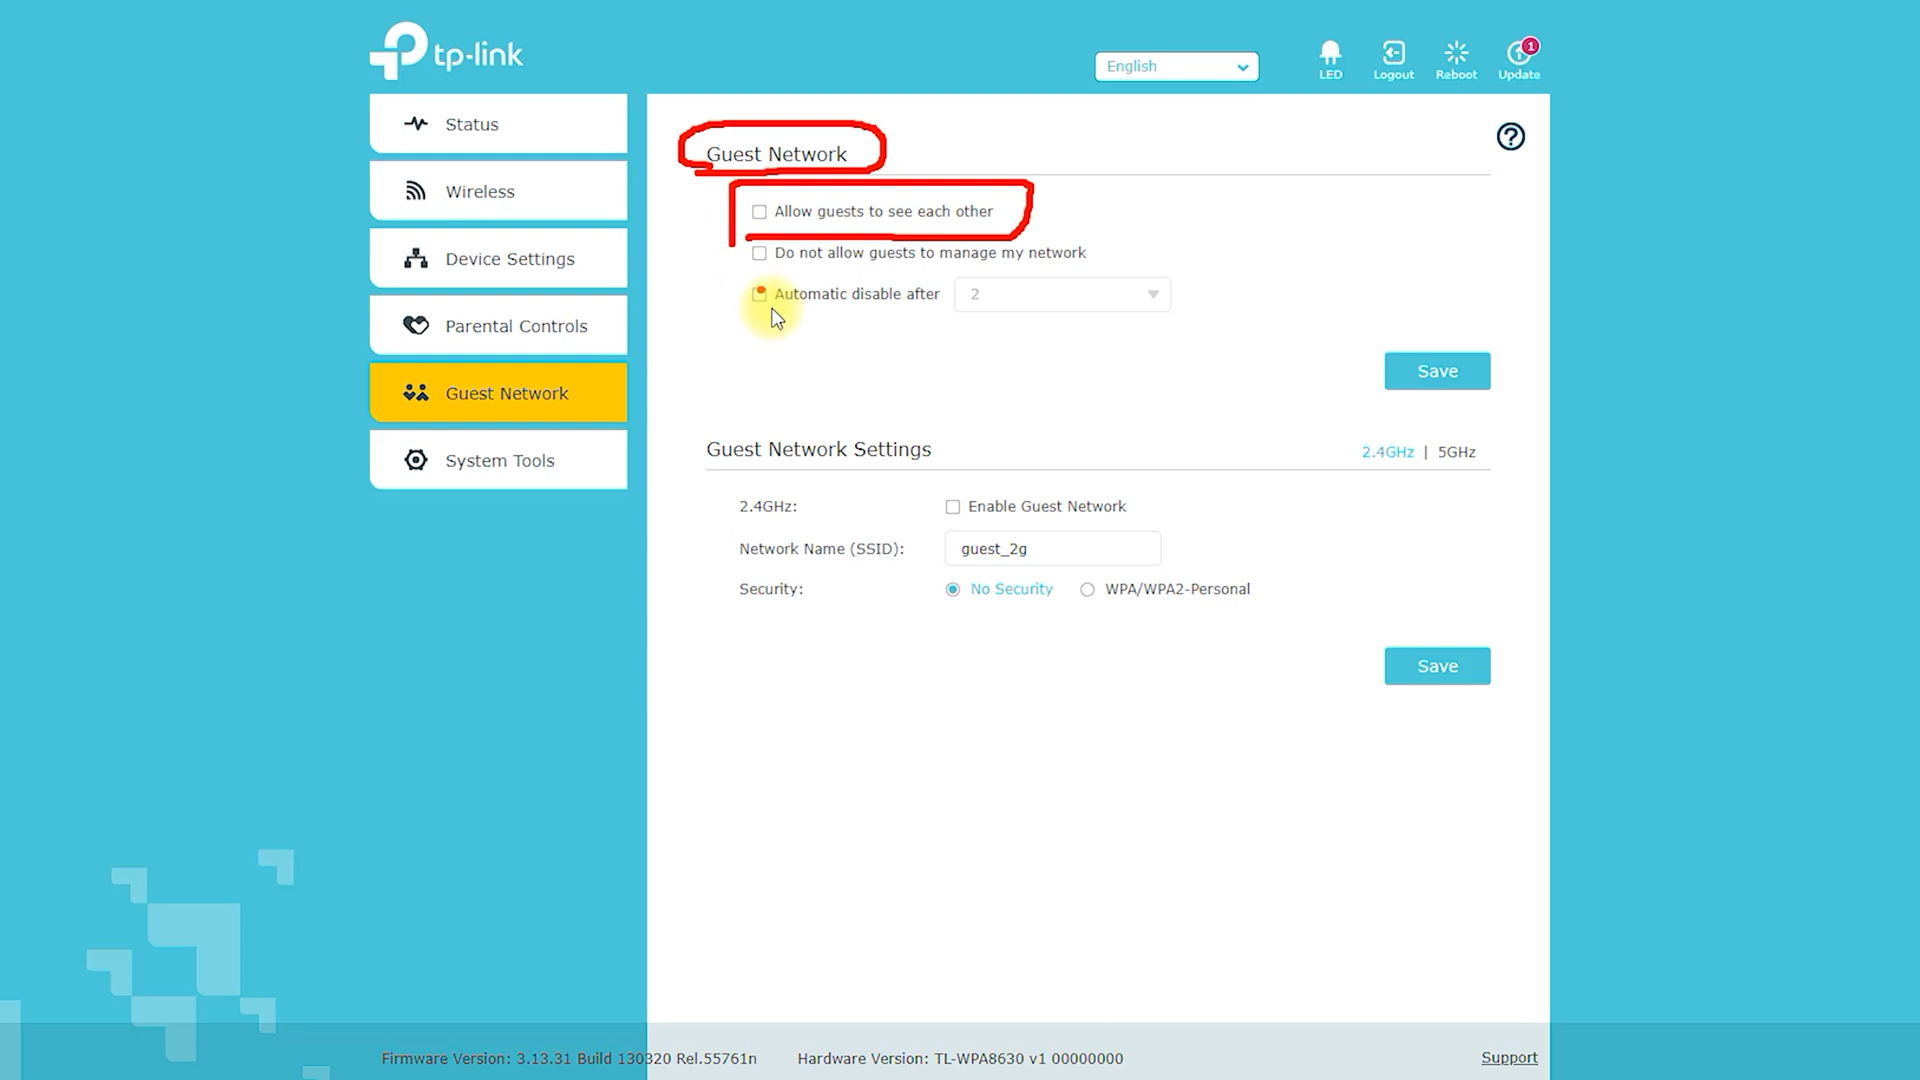 tp-link
English
LED
Logout
Reboot
1
Update
Status
Wireless
Device Settings
Parental Controls
Guest Network
System Tools
Guest Network
Allow guests to see each other
Do not allow guests to manage my network
Automatic disable after 2
Save
Guest Network Settings 2.4GHz | 5GHz
2.4GHz: Enable Guest Network
Network Name (SSID): guest_2g
Security: No Security WPA/WPA2-Personal
Save
Firmware Version: 3.13.31 Build 130320 Rel.55761n Hardware Version: TL-WPA8630 v1 00000000 Support